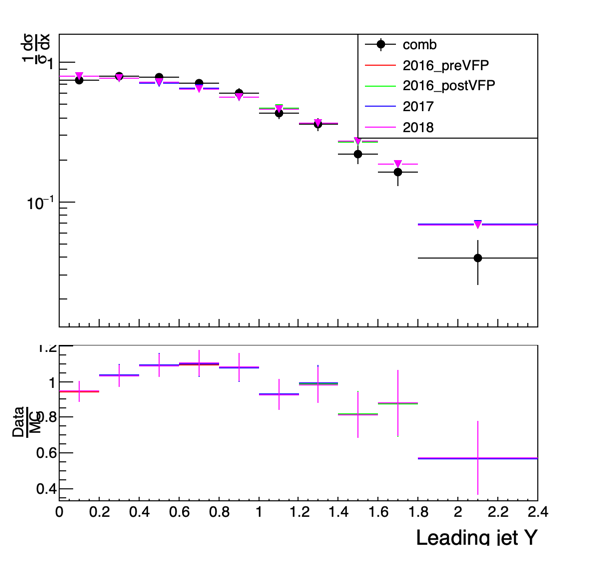 1 dσ
σ dx
1
10⁻¹
comb
2016_preVFP
2016_postVFP
2017
2018
1.2
1
0.8
0.6
0.4
Data
MC
0 0.2 0.4 0.6 0.8 1 1.2 1.4 1.6 1.8 2 2.2 2.4
Leading jet Y